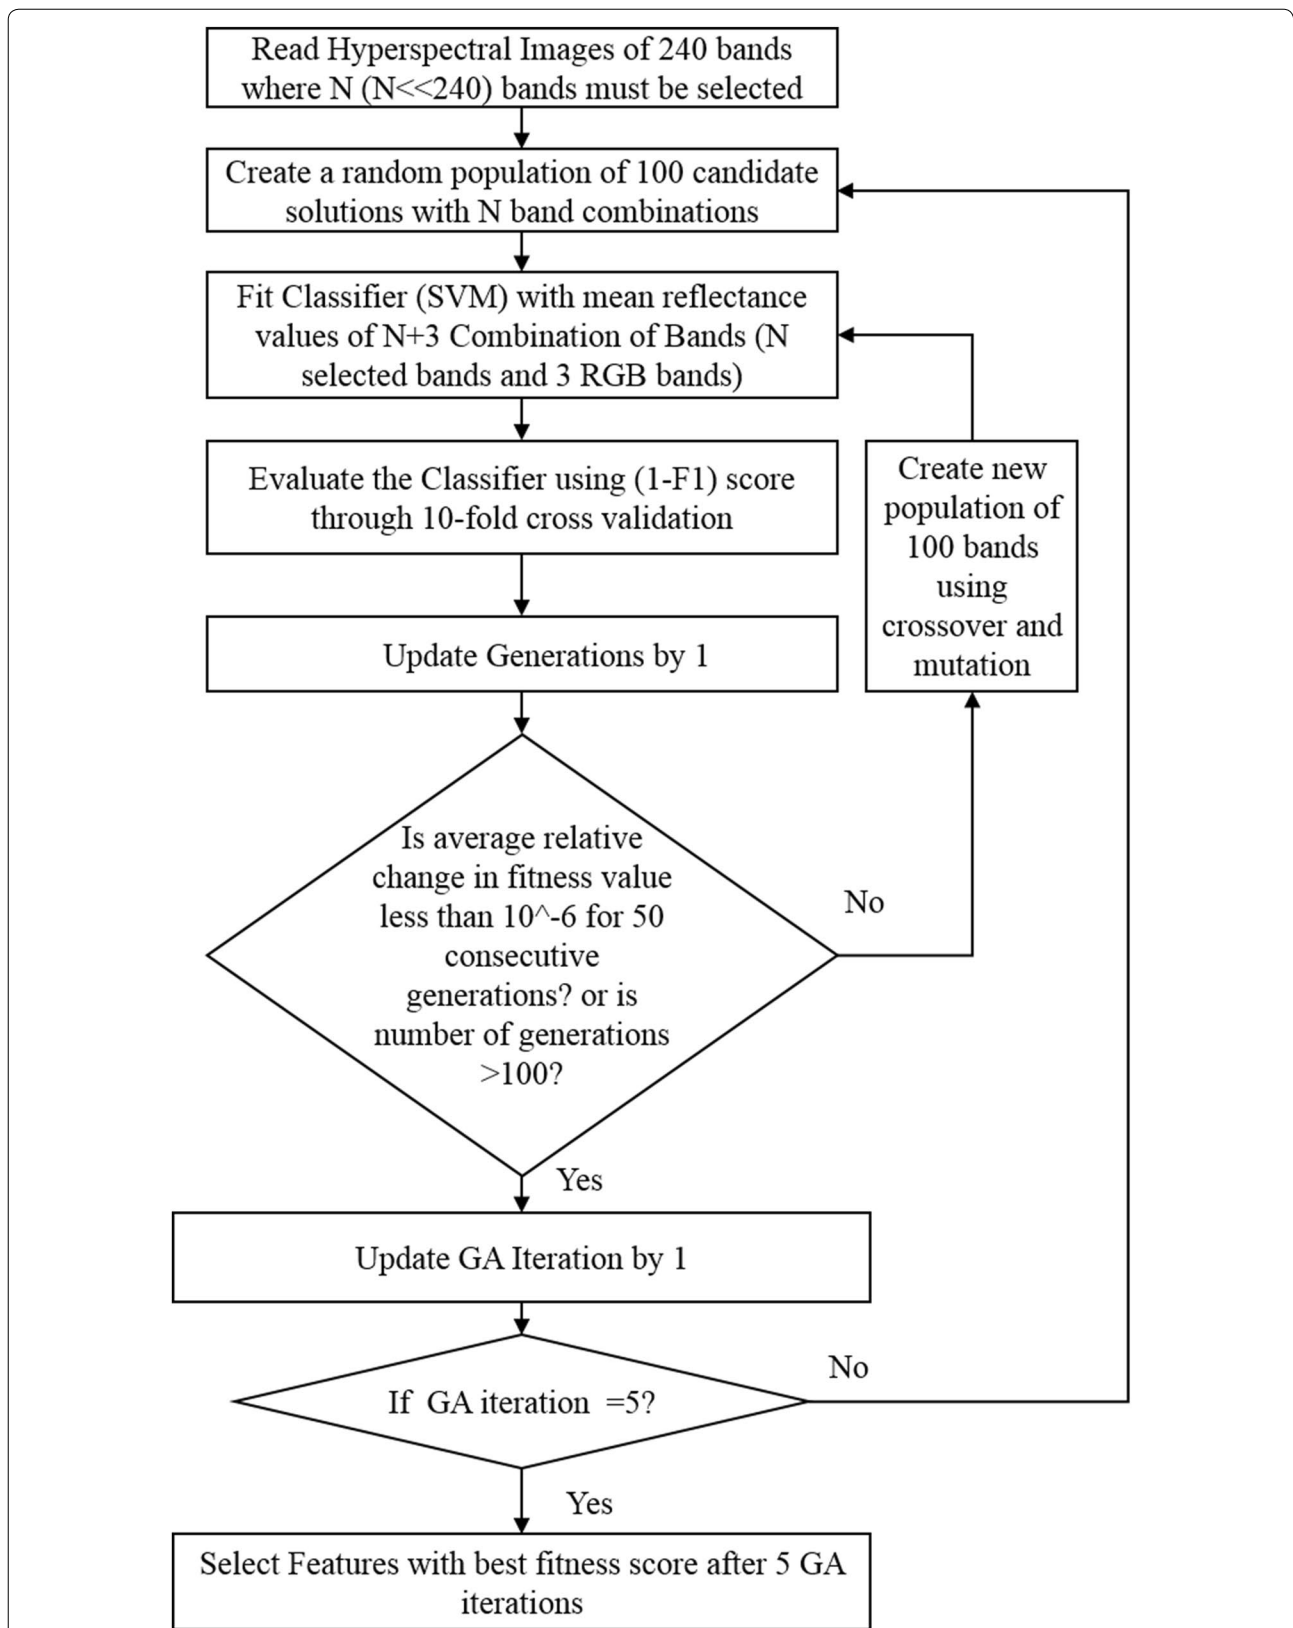 Read Hyperspectral Images of 240 bands
where N (N<<240) bands must be selected
Create a random population of 100 candidate
solutions with N band combinations
Fit Classifier (SVM) with mean reflectance
values of N+3 Combination of Bands (N
selected bands and 3 RGB bands)
Evaluate the Classifier using (1-F1) score
through 10-fold cross validation
Create new
population of
100 bands
using
crossover and
mutation
Update Generations by 1
Is average relative
change in fitness value
less than 10^-6 for 50
consecutive
generations? or is
number of generations
>100?
No
Yes
Update GA Iteration by 1
If GA iteration =5?
No
Yes
Select Features with best fitness score after 5 GA
iterations